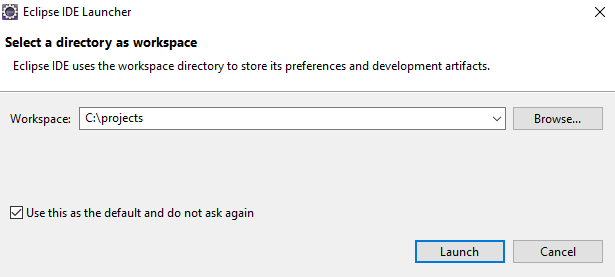 Eclipse IDE Launcher
Select a directory as workspace
Eclipse IDE uses the workspace directory to store its preferences and development artifacts.
Workspace: C:\projects Browse...
Use this as the default and do not ask again
Launch Cancel